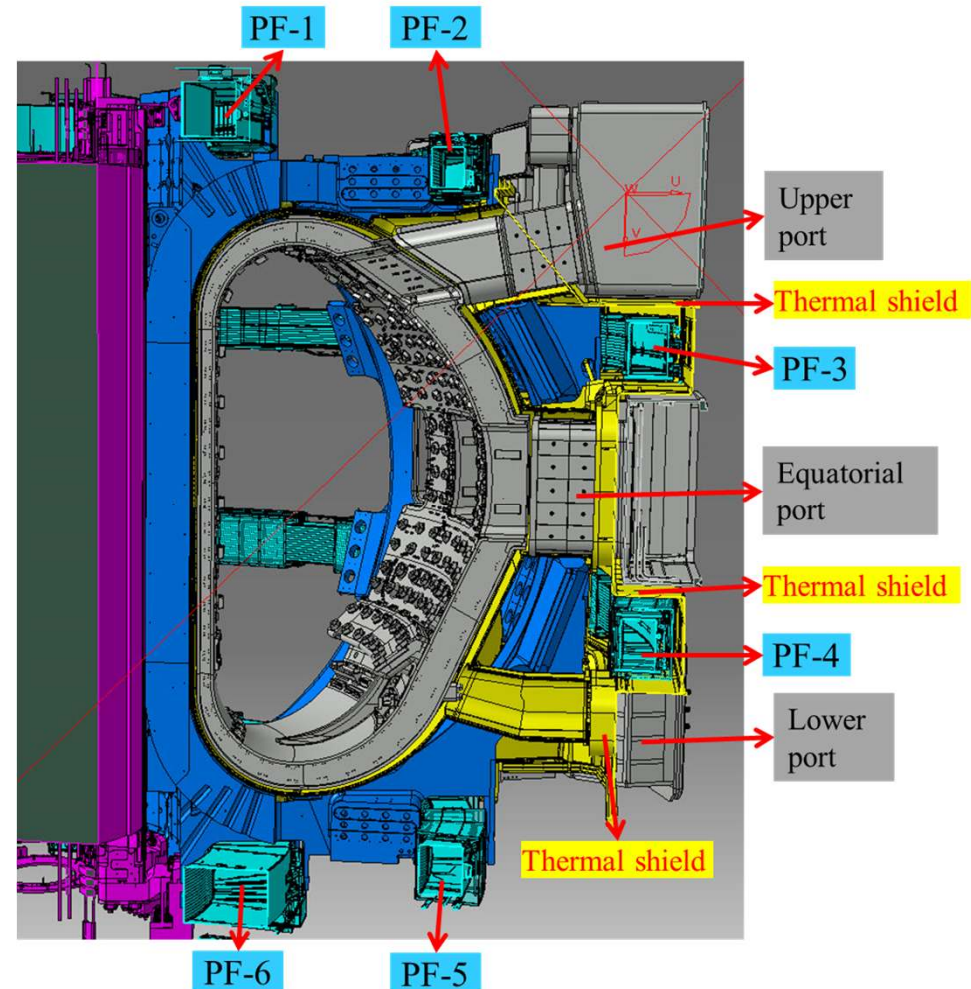 PF-1
PF-2
U
W
V
Upper
port
Thermal shield
PF-3
Equatorial
port
Thermal shield
PF-4
Lower
port
Thermal shield
PF-6
PF-5